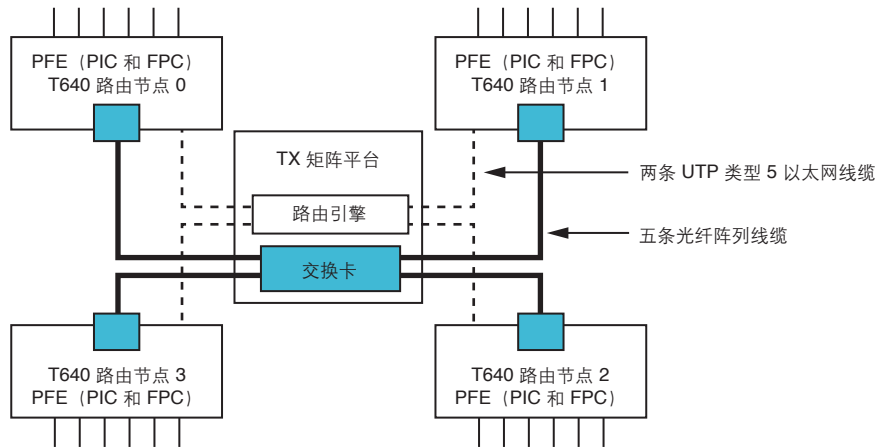 PFE（PIC 和 FPC）
T640 路由节点 0
PFE（PIC 和 FPC）
T640 路由节点 1
TX 矩阵平台
两条 UTP 类型 5 以太网线缆
路由引擎
五条光纤阵列线缆
交换卡
T640 路由节点 3
PFE（PIC 和 FPC）
T640 路由节点 2
PFE（PIC 和 FPC）